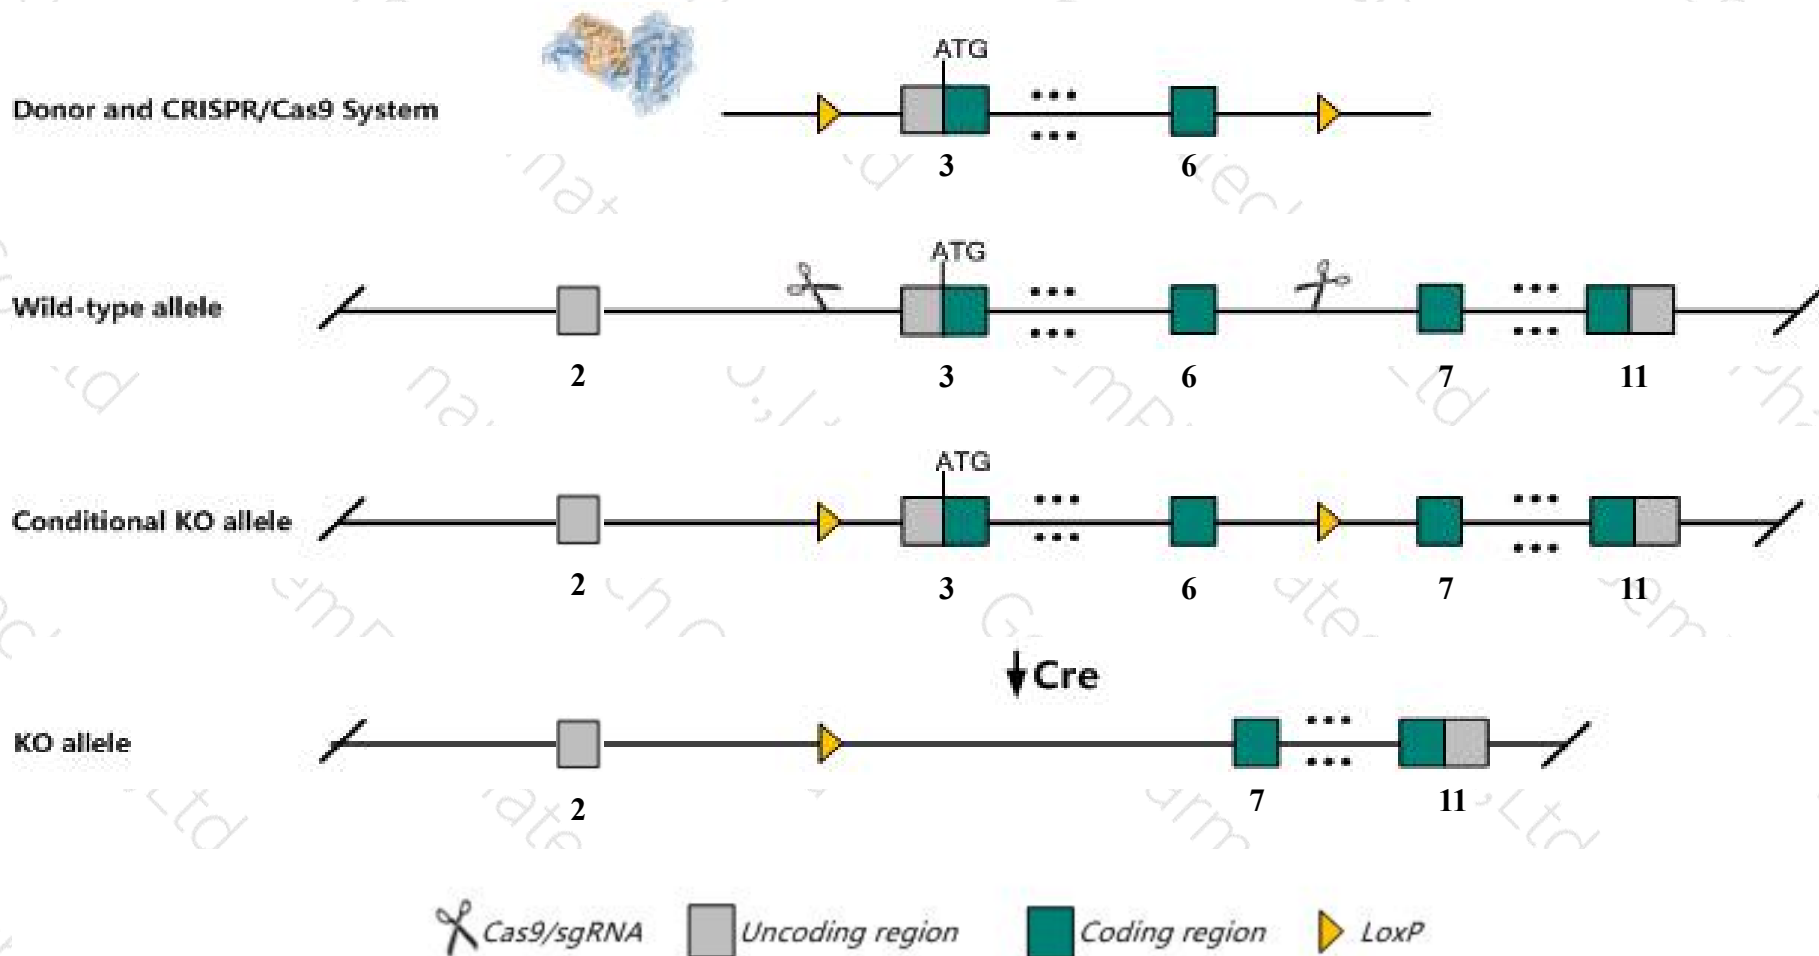 ATG
Donor and CRISPR/Cas9 System
3 6
ATG
Wild-type allele
2 3 6 7 11
ATG
Conditional KO allele
2 3 6 7 11
Cre
KO allele
2 7 11
Cas9/sgRNA Uncoding region Coding region LoxP